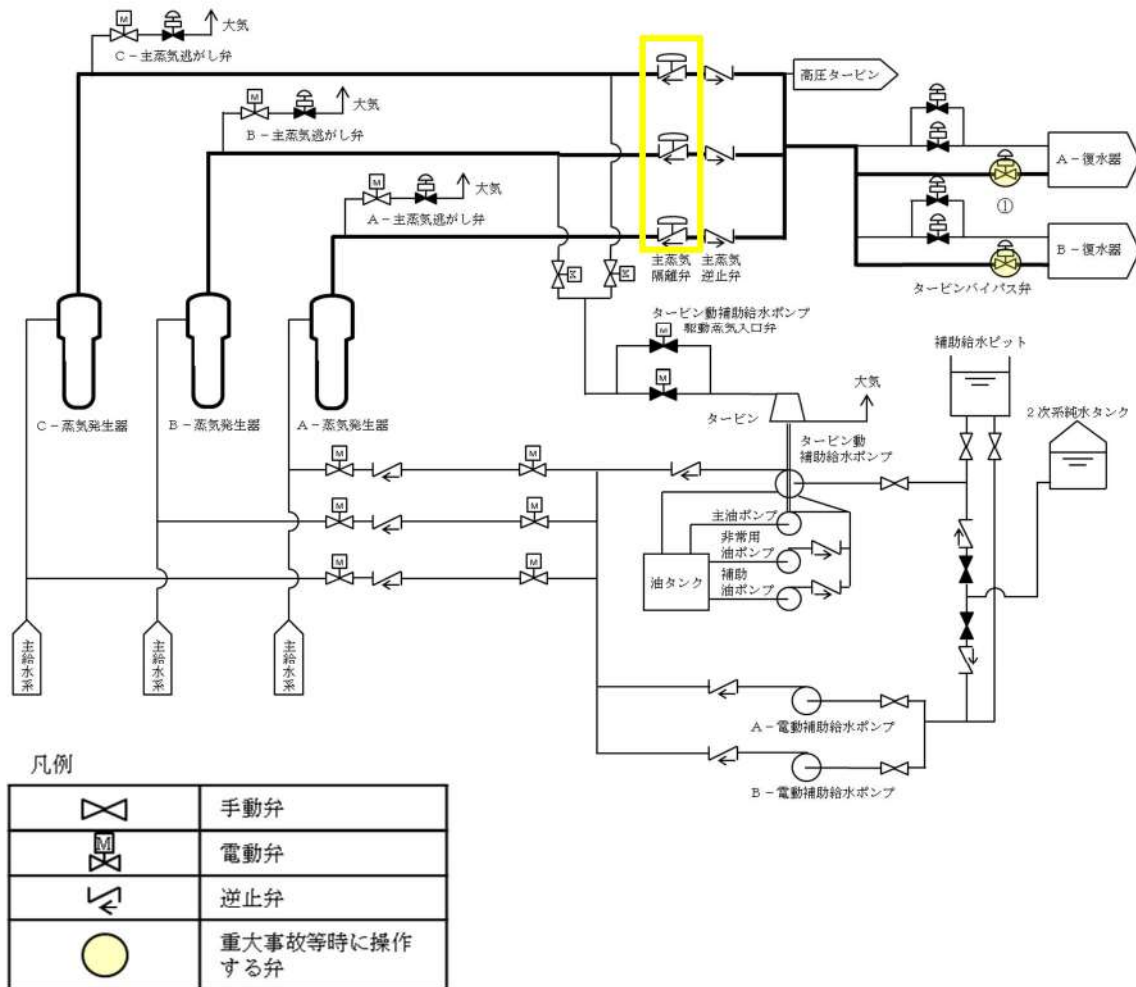 M
大気
C－主蒸気逃がし弁
M
大気
B－主蒸気逃がし弁
M
大気
A－主蒸気逃がし弁
高圧タービン
A－復水器
①
B－復水器
タービンバイパス弁
主蒸気
隔離弁
主蒸気
逆止弁
M
M
タービン動補助給水ポンプ
駆動蒸気入口弁
M
M
大気
タービン
C－蒸気発生器
B－蒸気発生器
A－蒸気発生器
補助給水ピット
2次系純水タンク
タービン動
補助給水ポンプ
M
M
M
M
M
M
主油ポンプ
非常用
油ポンプ
補助
油ポンプ
油タンク
主給水系
主給水系
主給水系
A－電動補助給水ポンプ
B－電動補助給水ポンプ
凡例
手動弁
M
電動弁
逆止弁
重大事故等時に操作
する弁